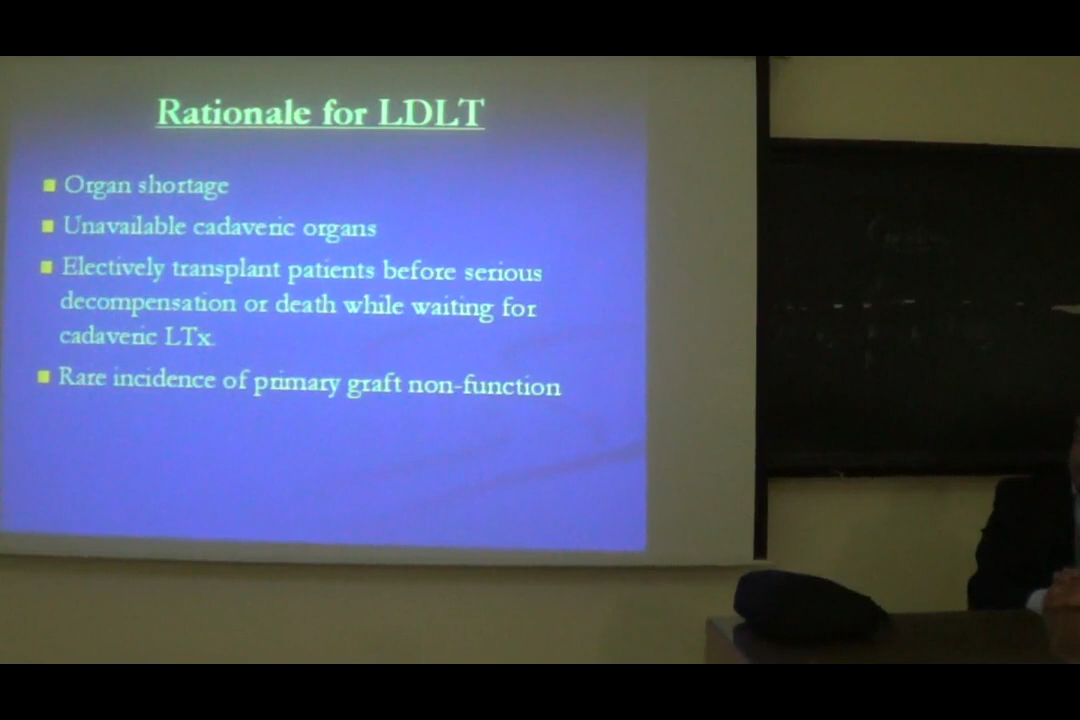 Rationale for LDLT
Organ shortage
Unavailable cadaveric organs
Electively transplant patients before serious
decompensation or death while waiting for
cadaveric LTx.
Rare incidence of primary graft non-function